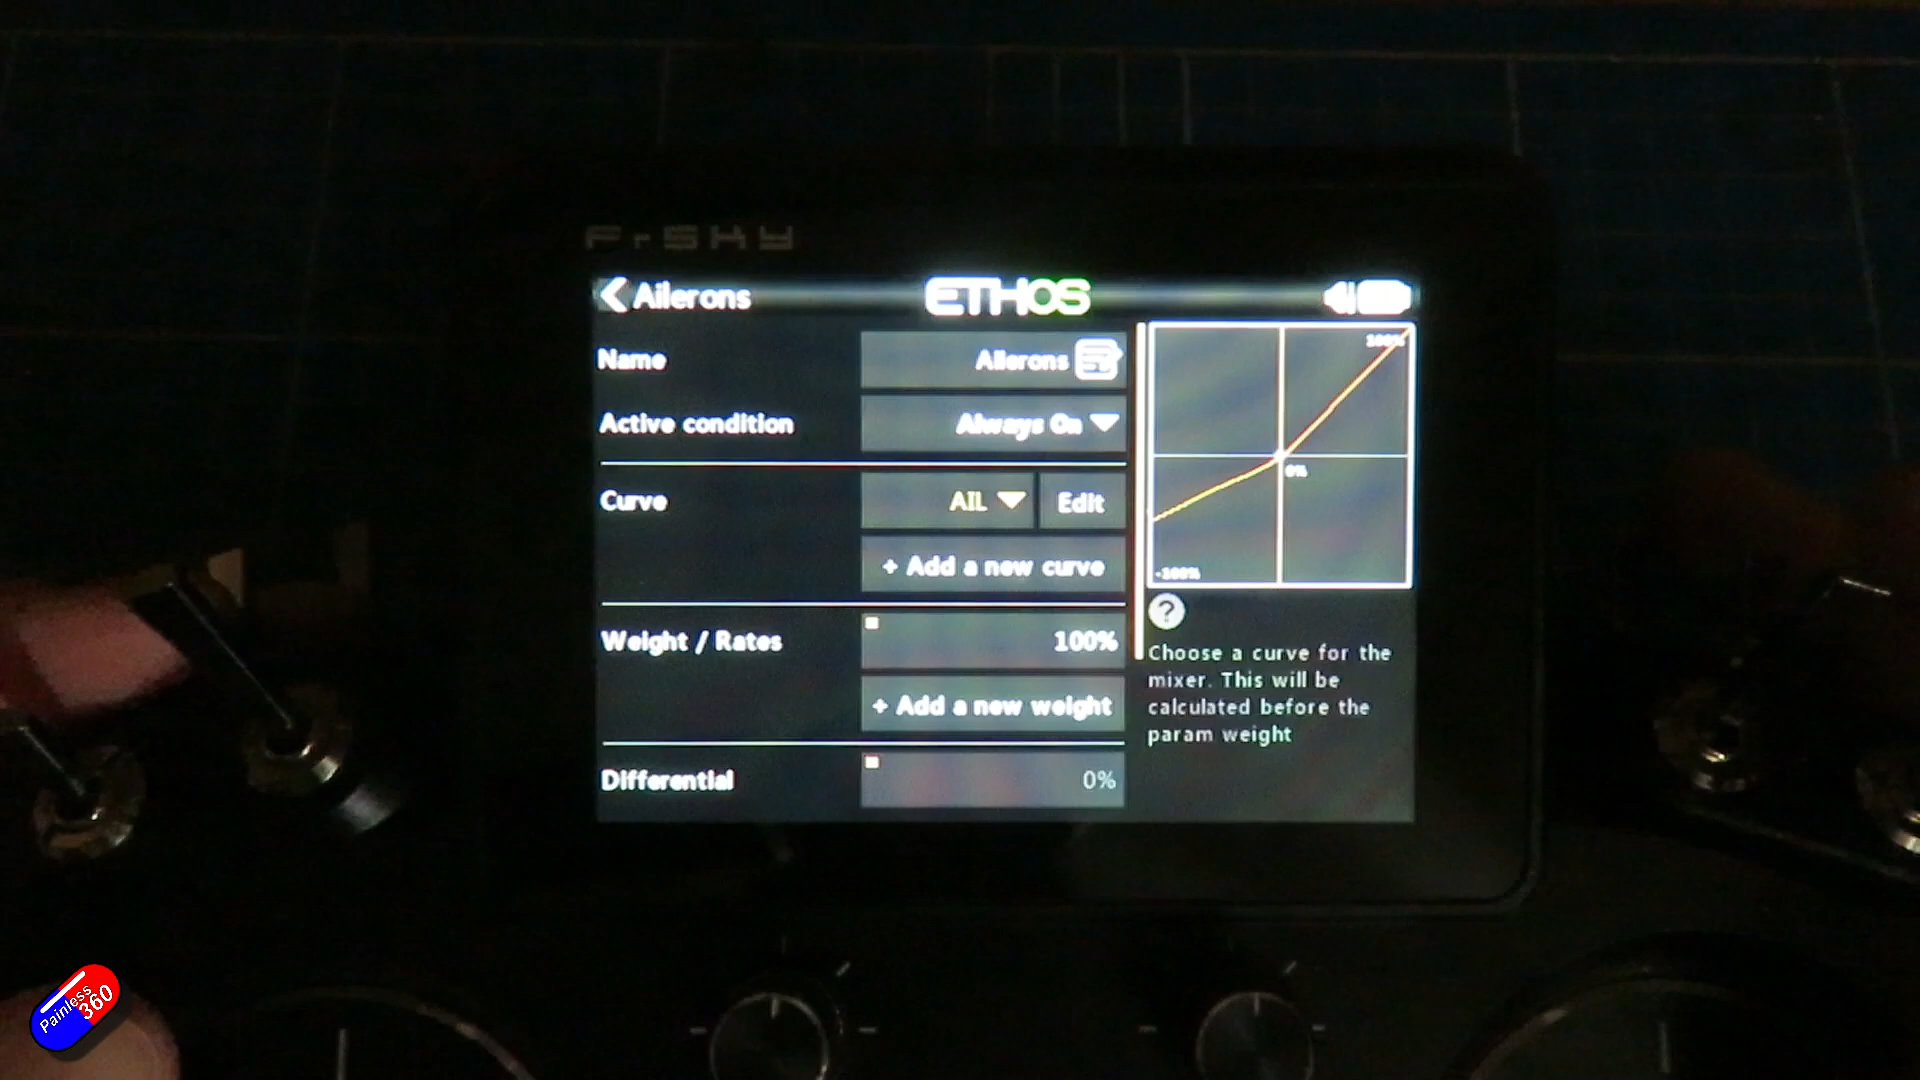 FrSKY
Ailerons
ETHOS
Name
Ailerons
Active condition
Always On
Curve
AIL
Edit
+ Add a new curve
Weight / Rates
100%
+ Add a new weight
Differential
0%
100%
0%
-100%
?
Choose a curve for the
mixer. This will be
calculated before the
param weight
Painless
360